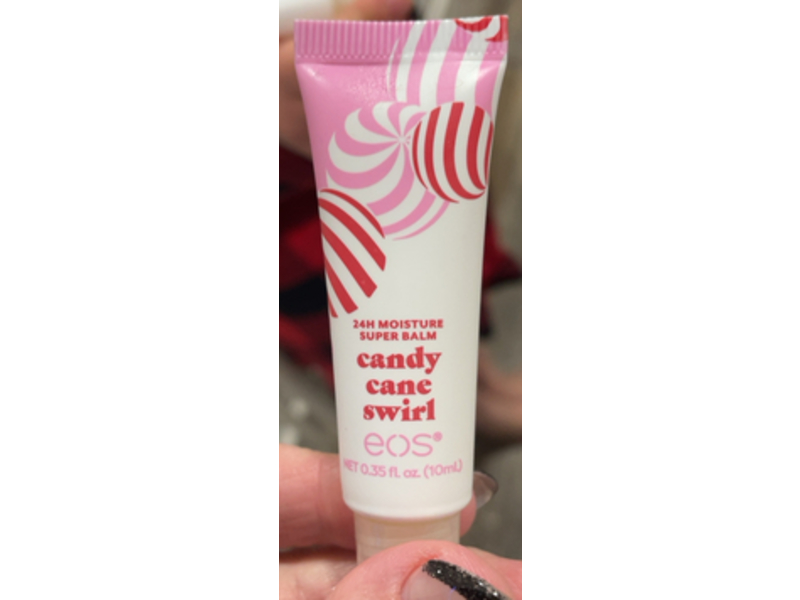 24H MOISTURE
SUPER BALM
candy
cane
swirl
eos®
NET 0.35 fl. oz. (10mL)